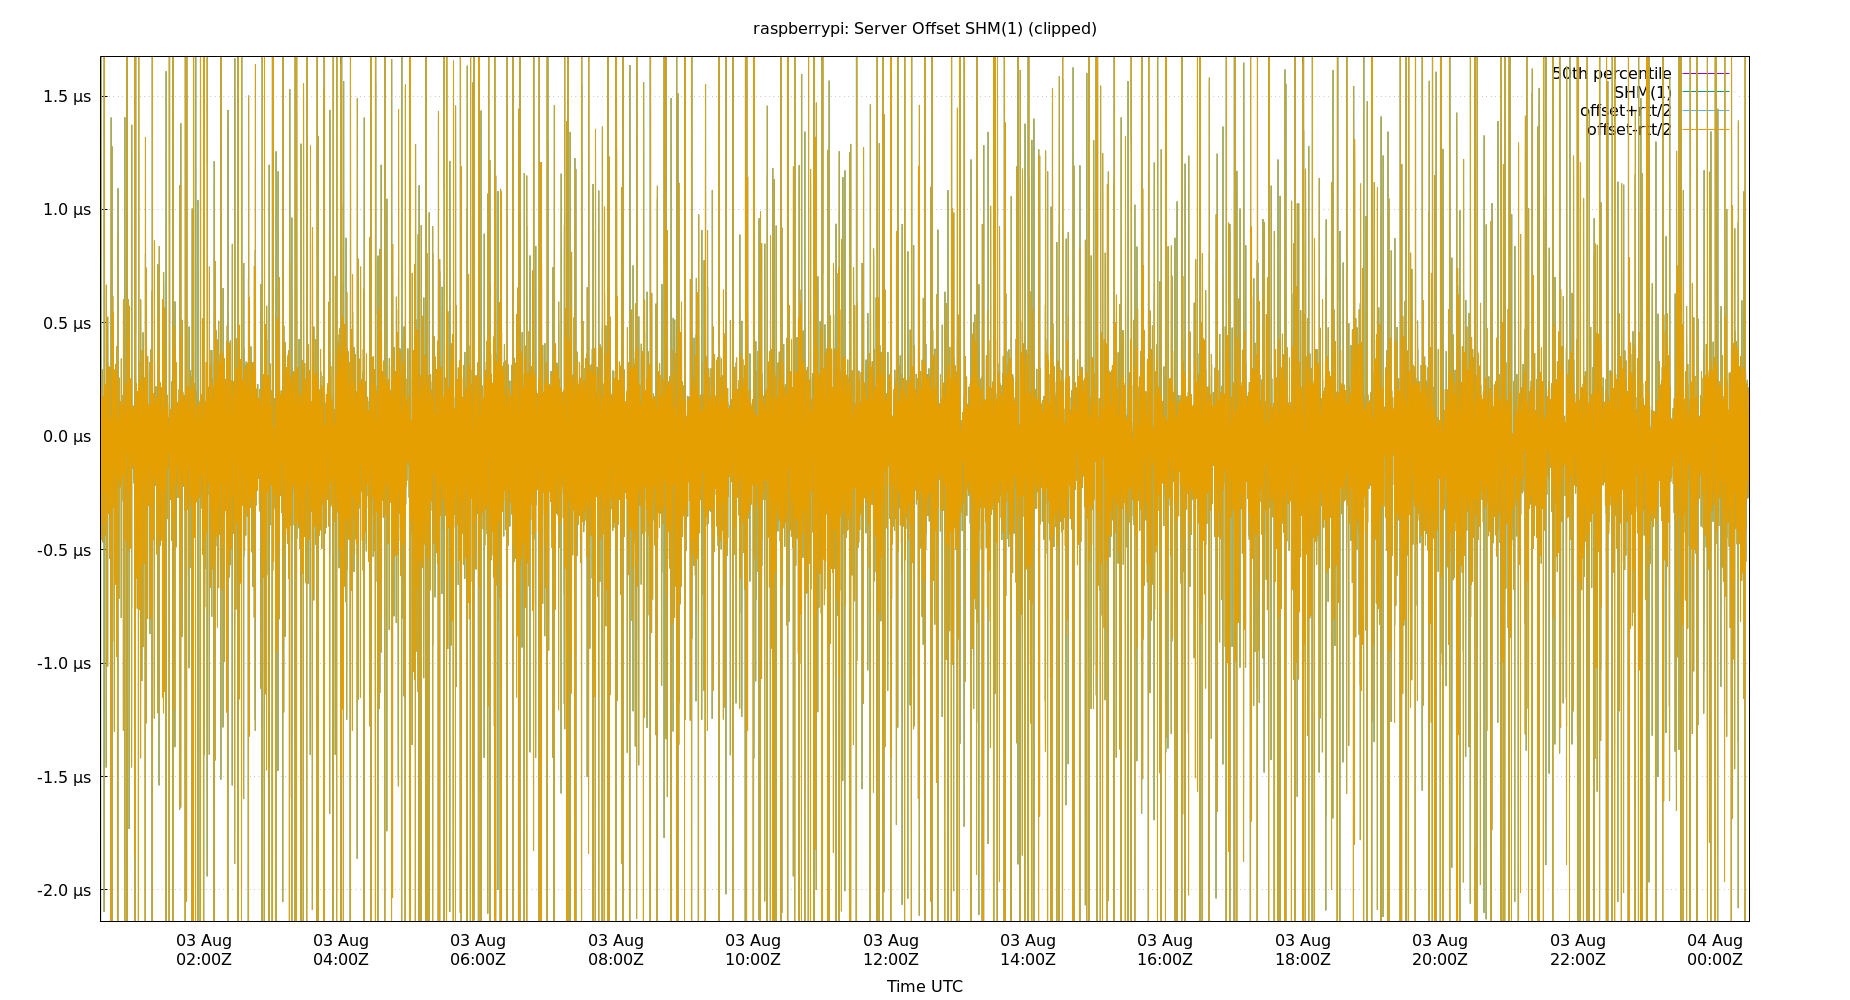 raspberrypi: Server Offset SHM(1) (clipped)
50th percentile
SHM(1)
offset+rtt/2
offset-rtt/2
1.5 µs
1.0 µs
0.5 µs
0.0 µs
-0.5 µs
-1.0 µs
-1.5 µs
-2.0 µs
03 Aug 03 Aug 03 Aug 03 Aug 03 Aug 03 Aug 03 Aug 03 Aug 03 Aug 03 Aug 03 Aug 04 Aug
02:00Z 04:00Z 06:00Z 08:00Z 10:00Z 12:00Z 14:00Z 16:00Z 18:00Z 20:00Z 22:00Z 00:00Z
Time UTC